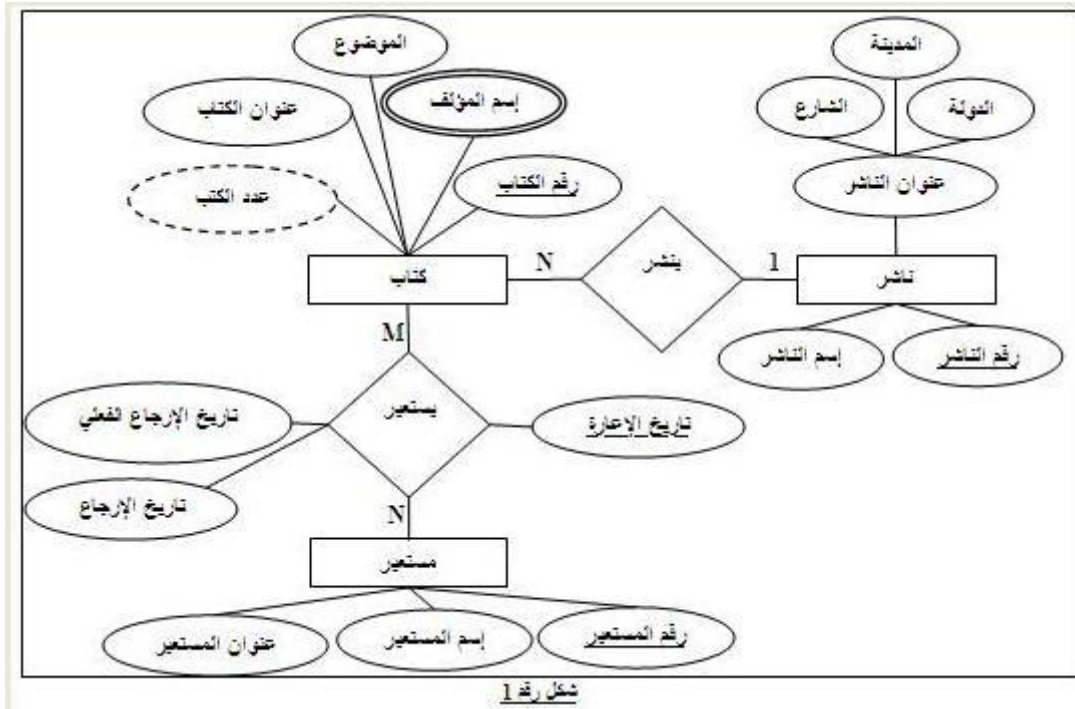 الموضوع
المدينة
إسم المؤلف
عنوان الكتاب
الدولة
الشارع
رقم الكتاب
عنوان الناشر
عدد الكتب
ينشر
ناشر
1
N
كتاب
M
رقم الناشر
إسم الناشر
يستعير
تاريخ الإعارة
تاريخ الإرجاع الفعلي
تاريخ الإرجاع
N
مستعير
رقم المستعير
إسم المستعير
عنوان المستعير
شكل رقم 1